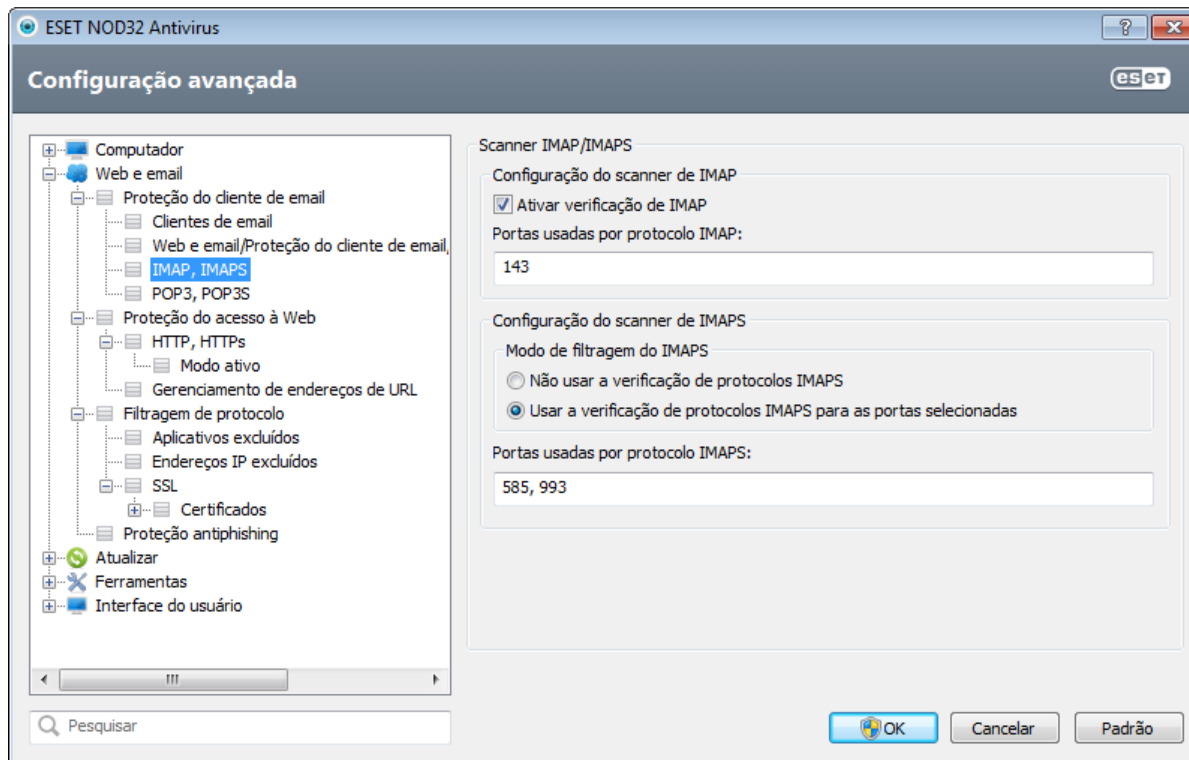 ESET NOD32 Antivirus
?
Configuração avançada
eseT
Computador
Web e email
Proteção do cliente de email
Clientes de email
Web e email/Proteção do cliente de email,
IMAP, IMAPS
POP3, POP3S
Proteção do acesso à Web
HTTP, HTTPs
Modo ativo
Gerenciamento de endereços de URL
Filtragem de protocolo
Aplicativos excluídos
Endereços IP excluídos
SSL
Certificados
Proteção antiphishing
Atualizar
Ferramentas
Interface do usuário
Pesquisar
Scanner IMAP/IMAPS
Configuração do scanner de IMAP
Ativar verificação de IMAP
Portas usadas por protocolo IMAP:
143
Configuração do scanner de IMAPS
Modo de filtragem do IMAPS
Não usar a verificação de protocolos IMAPS
Usar a verificação de protocolos IMAPS para as portas selecionadas
Portas usadas por protocolo IMAPS:
585, 993
OK
Cancelar
Padrão